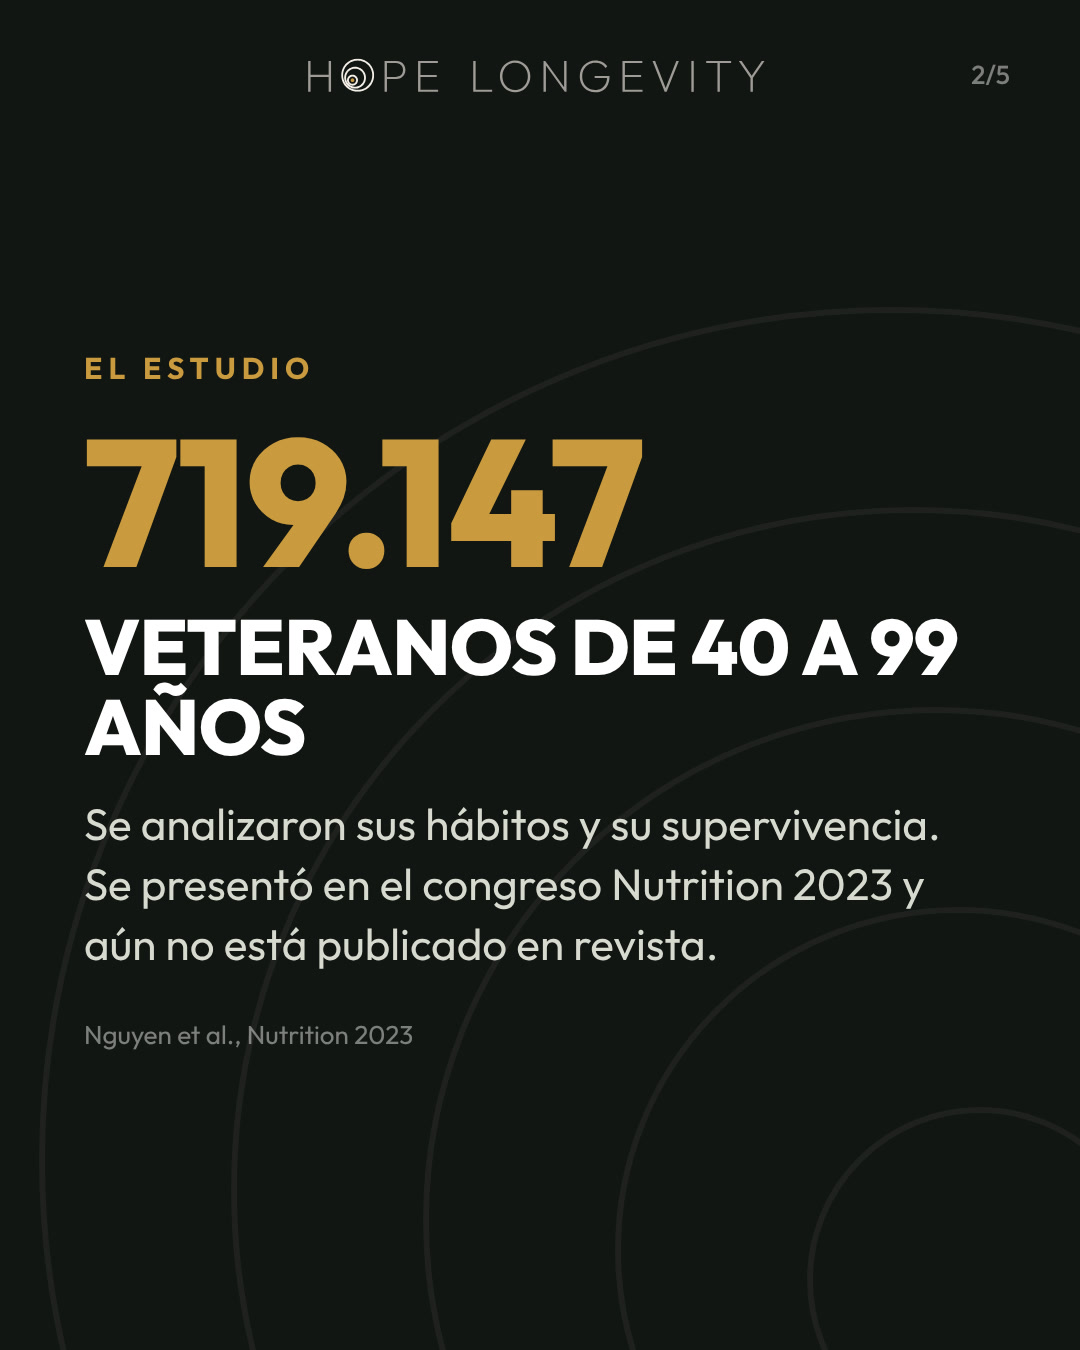 HOPE LONGEVITY
2/5
EL ESTUDIO
719.147
VETERANOS DE 40 A 99
AÑOS
Se analizaron sus hábitos y su supervivencia.
Se presentó en el congreso Nutrition 2023 y
aún no está publicado en revista.
Nguyen et al., Nutrition 2023